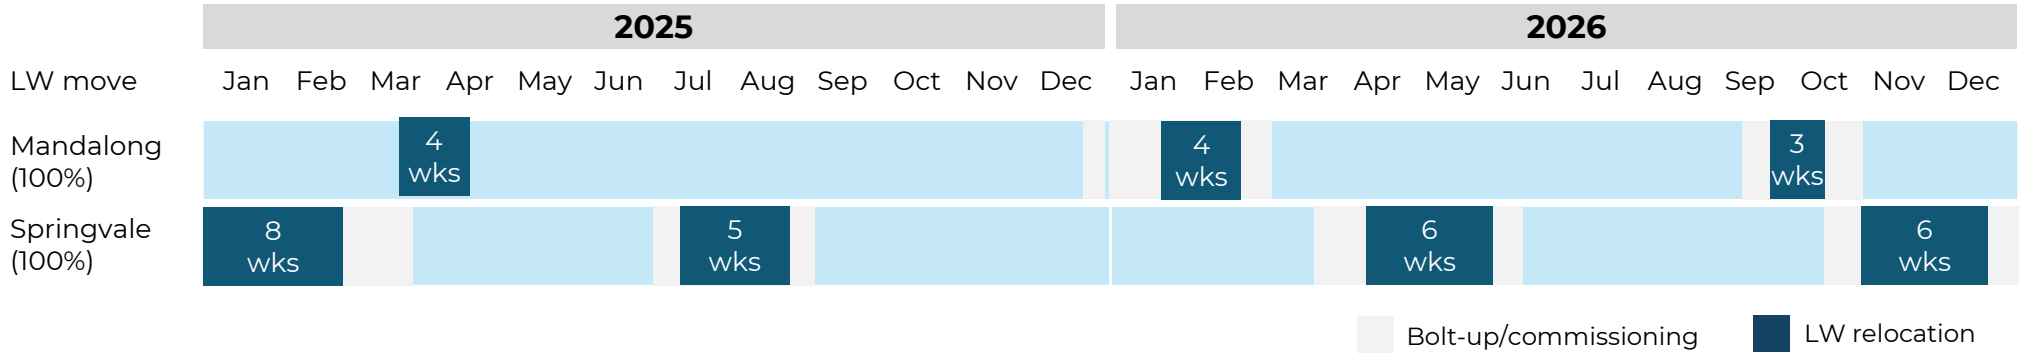 2025 2026
LW move Jan Feb Mar Apr May Jun Jul Aug Sep Oct Nov Dec Jan Feb Mar Apr May Jun Jul Aug Sep Oct Nov Dec
Mandalong
(100%)
4
wks
4
wks
3
wks
Springvale
(100%)
8
wks
5
wks
6
wks
6
wks
Bolt-up/commissioning LW relocation